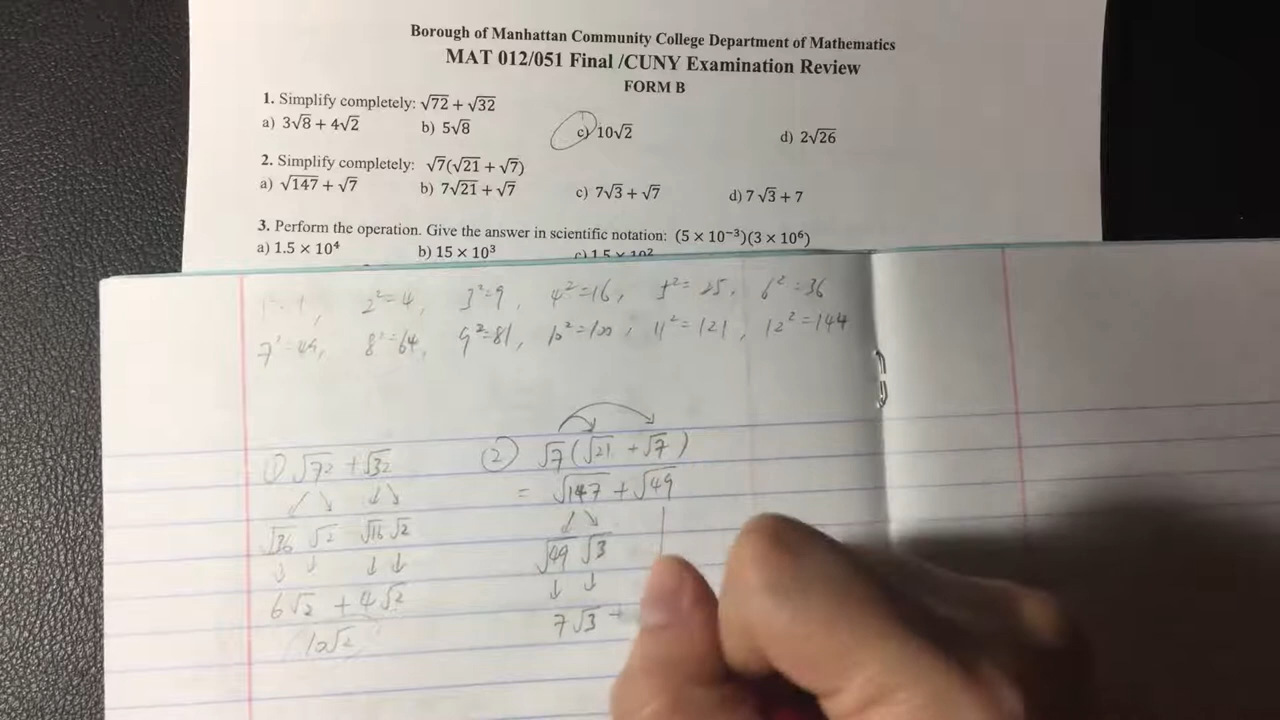 Borough of Manhattan Community College Department of Mathematics
MAT 012/051 Final /CUNY Examination Review
FORM B
1. Simplify completely: √72 + √32
a) 3√8 + 4√2 b) 5√8 c) 10√2 d) 2√26
2. Simplify completely: √7(√21 + √7)
a) √147 + √7 b) 7√21 + √7 c) 7√3 + √7 d) 7 √3 + 7
3. Perform the operation. Give the answer in scientific notation: (5 × 10⁻³)(3 × 10⁶)
a) 1.5 × 10⁴ b) 15 × 10³ c) 1.5 × 10²
2²=4, 3²=9, 4²=16, 5²=25, 6²=36
7²=49, 8²=64, 9²=81, 10²=100, 11²=121, 12²=144
① √72 + √32
√36 √2 √16 √2
6√2 + 4√2
10√2
② √7(√21 + √7)
= √147 + √49
√49 √3
7√3 +